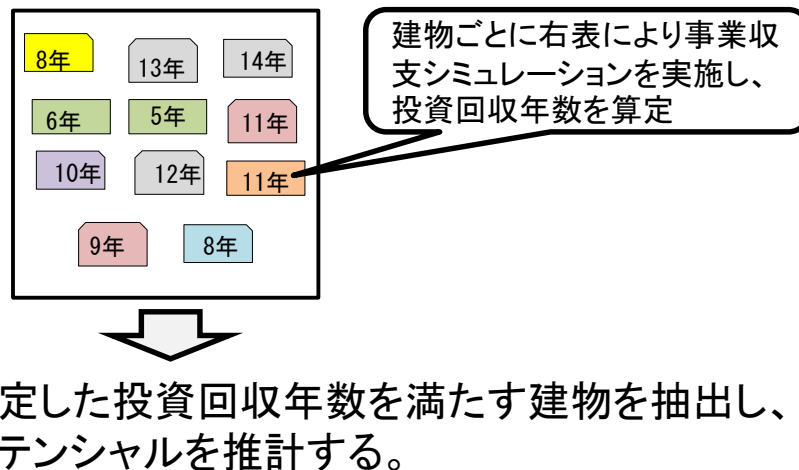 8年
13年
14年
6年
5年
11年
10年
12年
11年
9年
8年
建物ごとに右表により事業収
支シミュレーションを実施し、
投資回収年数を算定
定した投資回収年数を満たす建物を抽出し、
テンシャルを推計する。